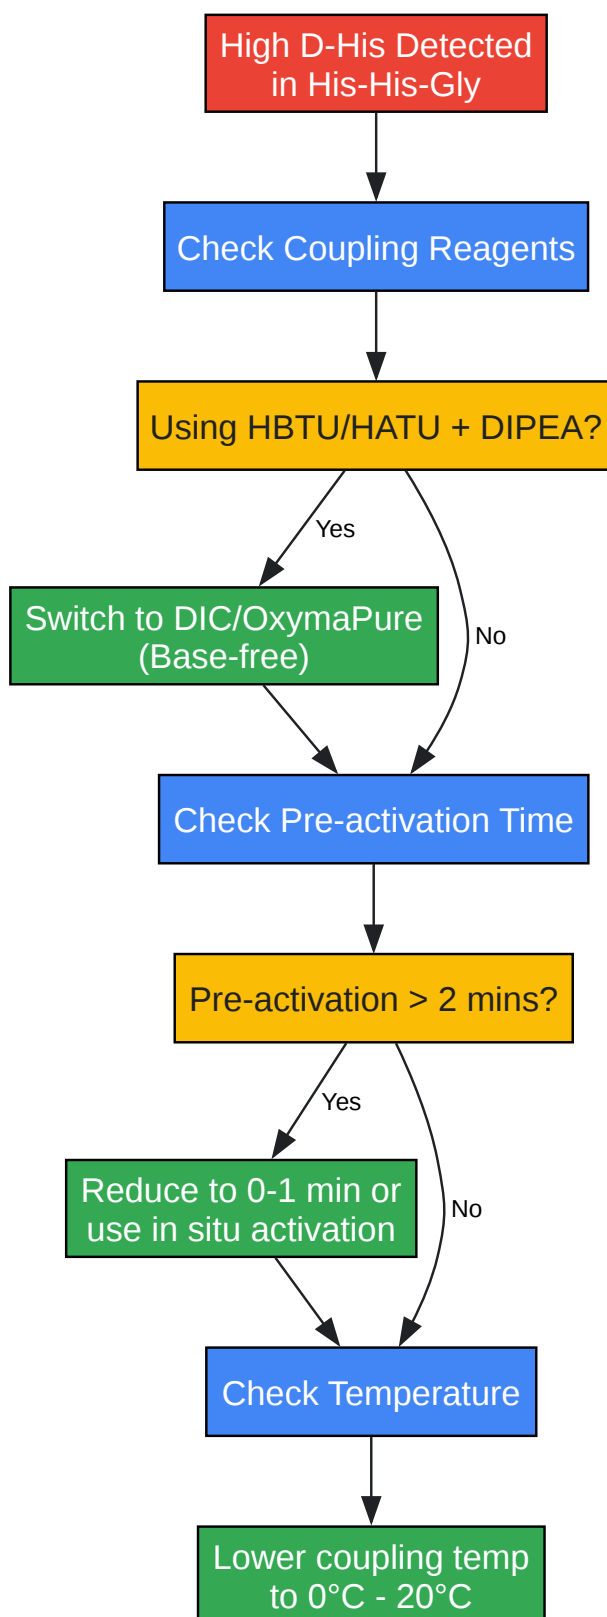 High D-His Detected
in His-His-Gly
Check Coupling Reagents
Using HBTU/HATU + DIPEA?
Yes
Switch to DIC/OxymaPure
(Base-free)
No
Check Pre-activation Time
Pre-activation > 2 mins?
Yes
Reduce to 0-1 min or
use in situ activation
No
Check Temperature
Lower coupling temp
to 0°C - 20°C